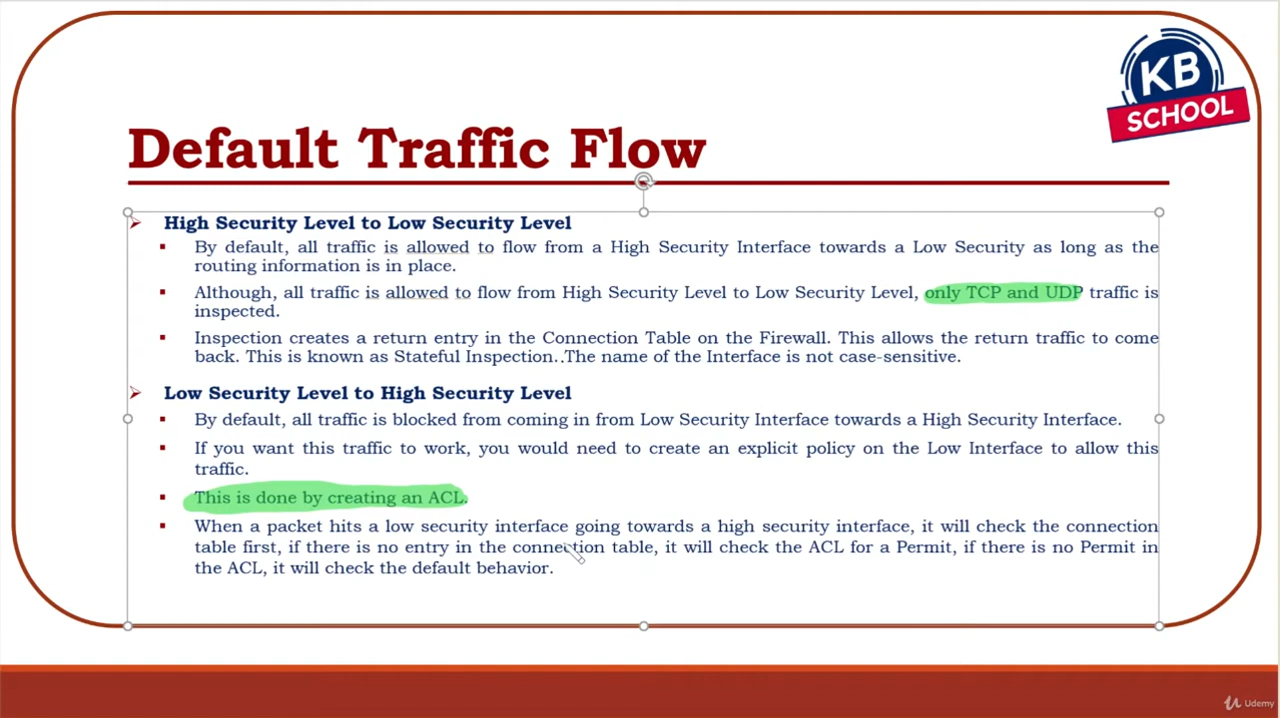 KB
SCHOOL
Default Traffic Flow
High Security Level to Low Security Level
By default, all traffic is allowed to flow from a High Security Interface towards a Low Security as long as the
routing information is in place.
Although, all traffic is allowed to flow from High Security Level to Low Security Level, only TCP and UDP traffic is
inspected.
Inspection creates a return entry in the Connection Table on the Firewall. This allows the return traffic to come
back. This is known as Stateful Inspection..The name of the Interface is not case-sensitive.
Low Security Level to High Security Level
By default, all traffic is blocked from coming in from Low Security Interface towards a High Security Interface.
If you want this traffic to work, you would need to create an explicit policy on the Low Interface to allow this
traffic.
This is done by creating an ACL.
When a packet hits a low security interface going towards a high security interface, it will check the connection
table first, if there is no entry in the connection table, it will check the ACL for a Permit, if there is no Permit in
the ACL, it will check the default behavior.
Udemy